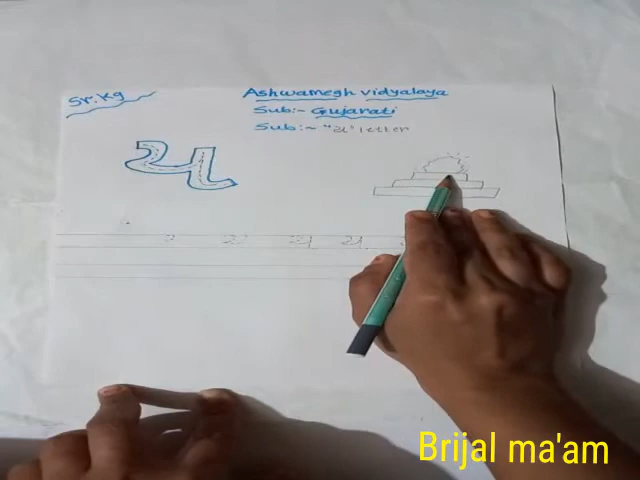 Sr.Kg
Ashwamegh vidyalaya
Sub:- Gujarati
Sub:~ "ય" letter
ય
ય ય ય
Brijal ma'am